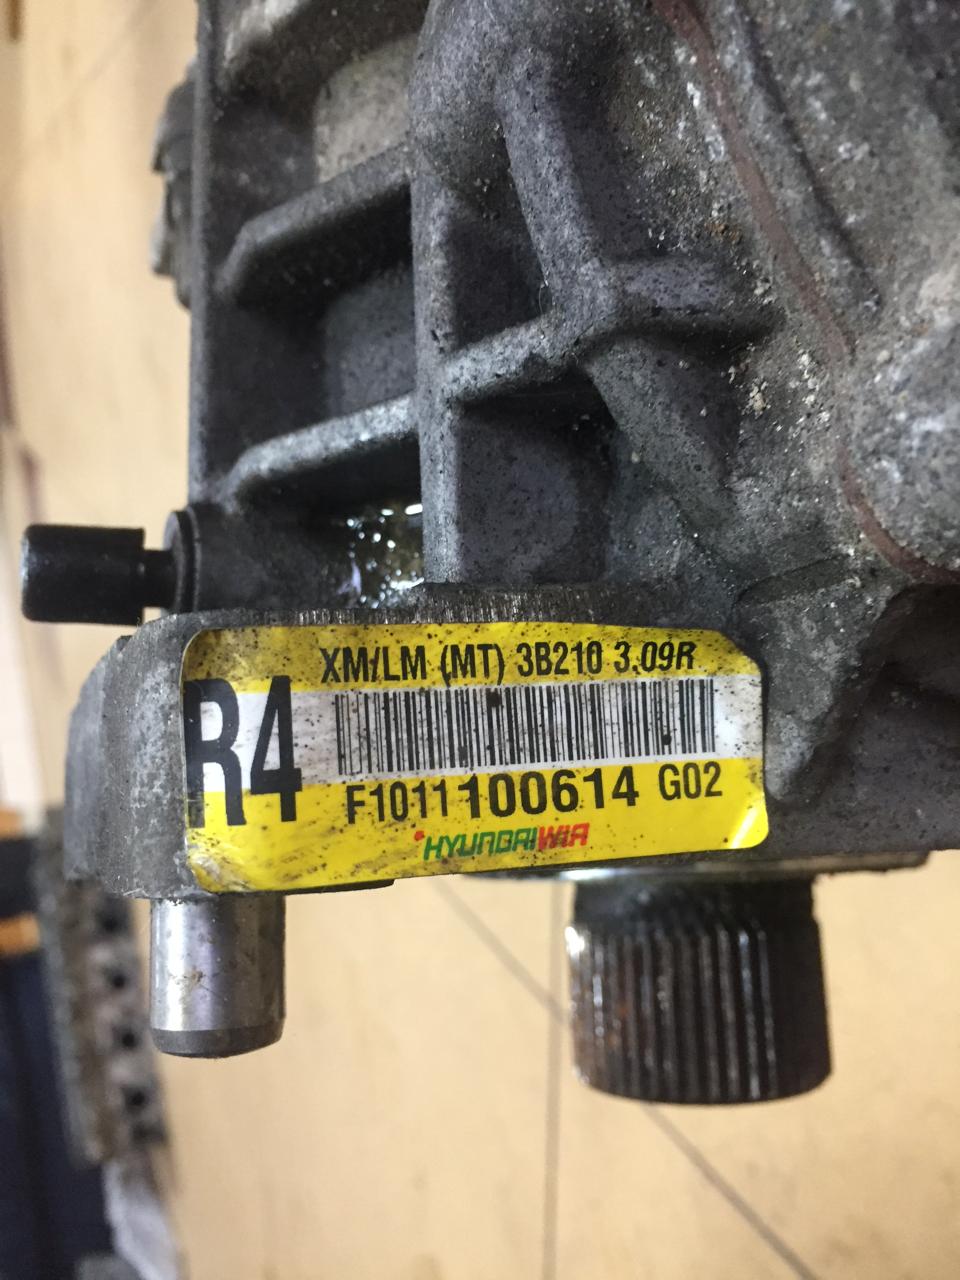 XM/LM (MT) 3B210 3.09R
R4
F1011100614 G02
HYUNDAI WIA